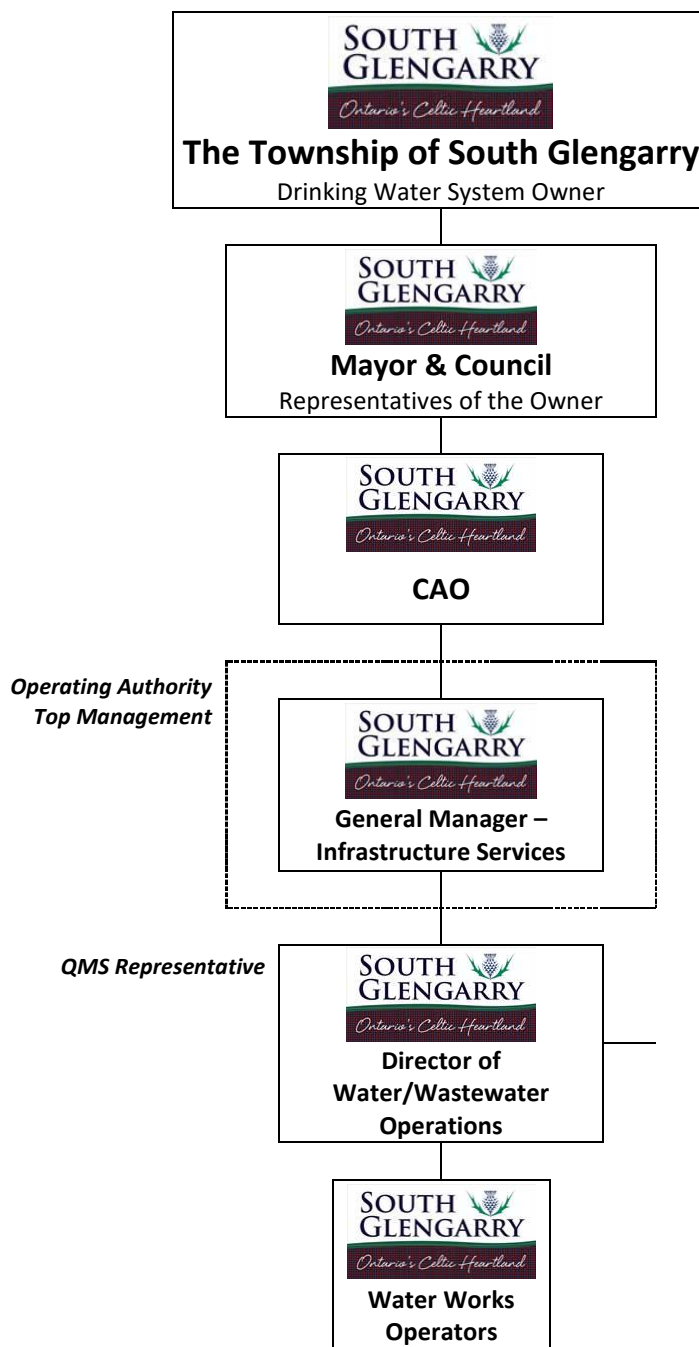 SOUTH
GLENGARRY
Ontario's Celtic Heartland
The Township of South Glengarry
Drinking Water System Owner
SOUTH
GLENGARRY
Ontario's Celtic Heartland
Mayor & Council
Representatives of the Owner
SOUTH
GLENGARRY
Ontario's Celtic Heartland
CAO
Operating Authority
Top Management
SOUTH
GLENGARRY
Ontario's Celtic Heartland
General Manager –
Infrastructure Services
QMS Representative
SOUTH
GLENGARRY
Ontario's Celtic Heartland
Director of
Water/Wastewater
Operations
SOUTH
GLENGARRY
Ontario's Celtic Heartland
Water Works
Operators